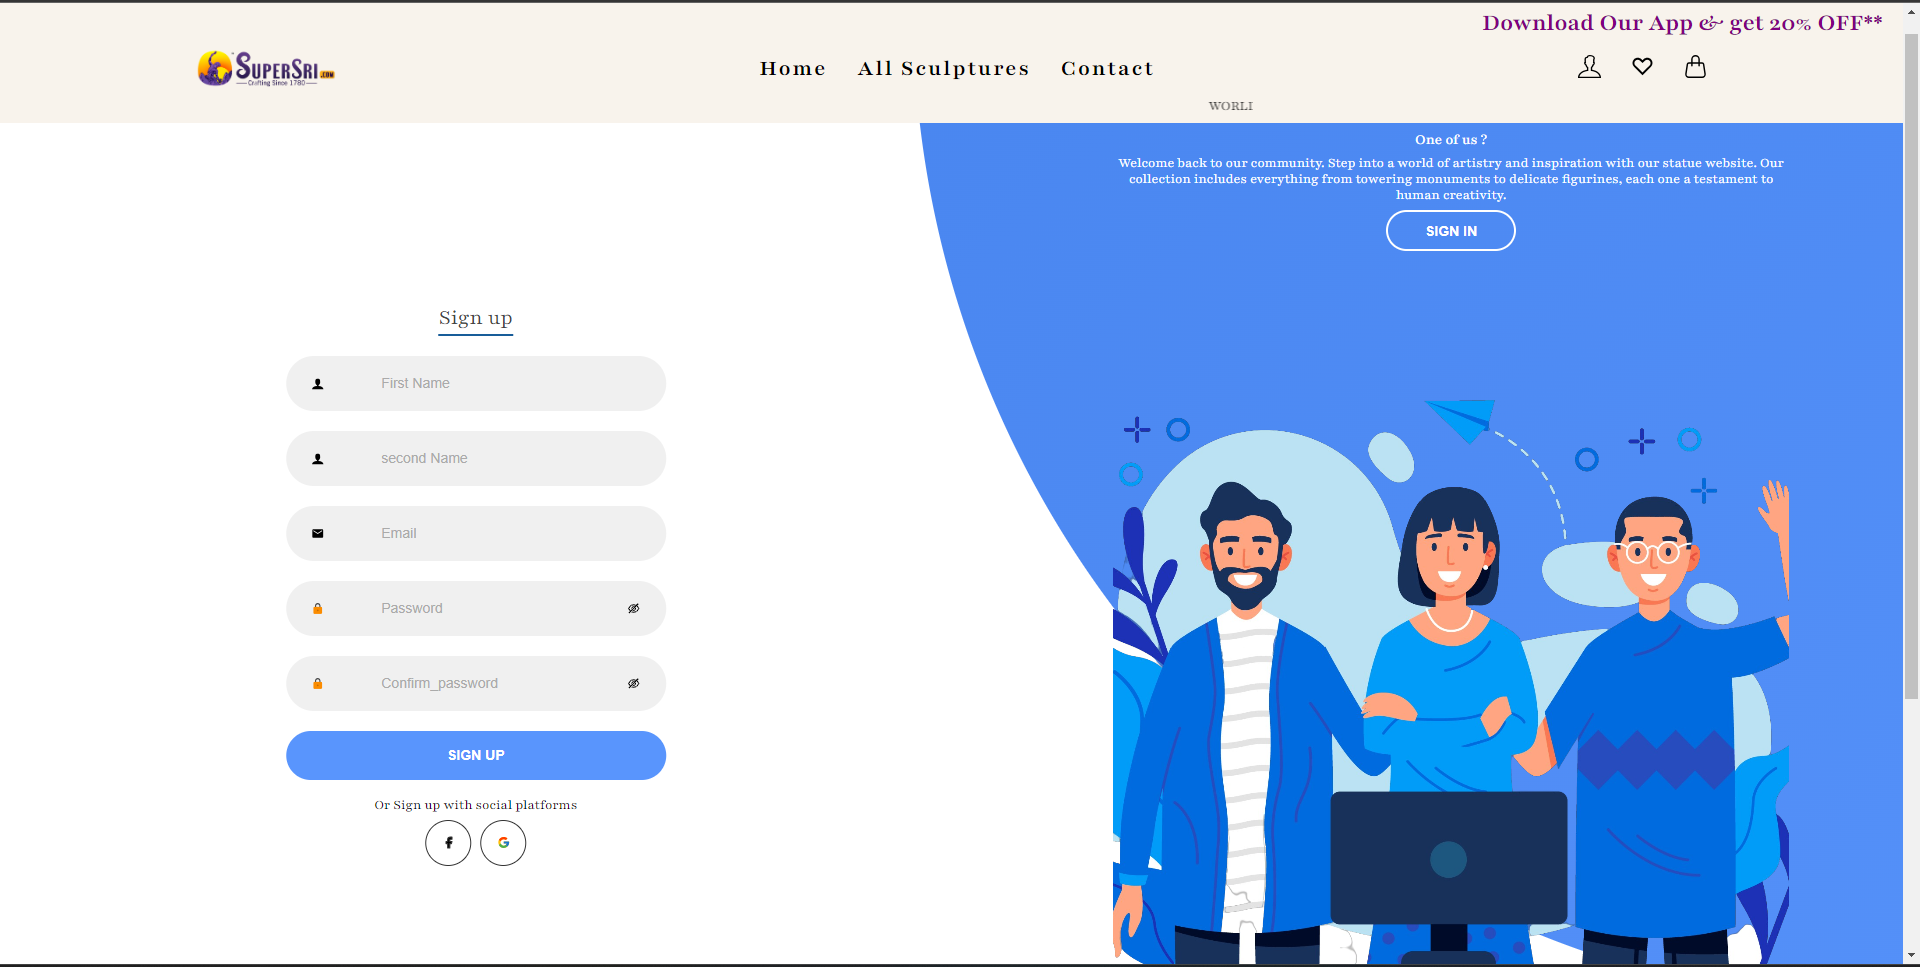 Download Our App & get 20% OFF**
SUPERSRI.COM
Crafting Since 1780
Home
All Sculptures
Contact
WORLI
One of us ?
Welcome back to our community. Step into a world of artistry and inspiration with our statue website. Our
collection includes everything from towering monuments to delicate figurines, each one a testament to
human creativity.
SIGN IN
Sign up
First Name
second Name
Email
Password
Confirm_password
SIGN UP
Or Sign up with social platforms